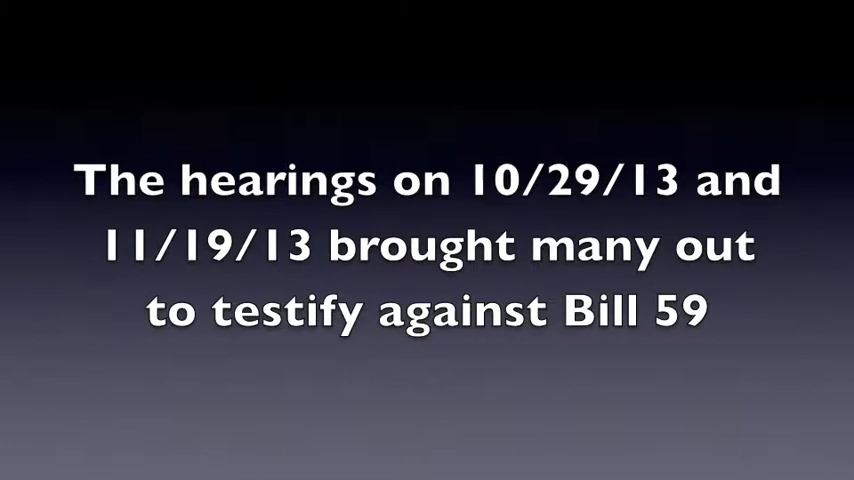 The hearings on 10/29/13 and
11/19/13 brought many out
to testify against Bill 59